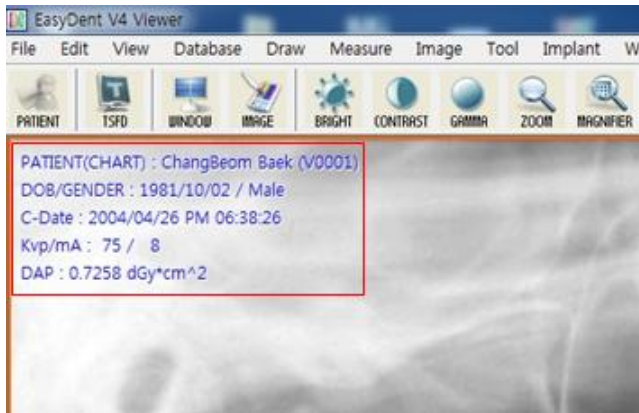 EasyDent V4 Viewer
File Edit View Database Draw Measure Image Tool Implant W
PATIENT TSFD WINDOW IMAGE BRIGHT CONTRAST GAMMA ZOOM MAGNIFIER
PATIENT(CHART) : ChangBeom Baek (V0001)
DOB/GENDER : 1981/10/02 / Male
C-Date : 2004/04/26 PM 06:38:26
Kvp/mA : 75 / 8
DAP : 0.7258 dGy*cm^2